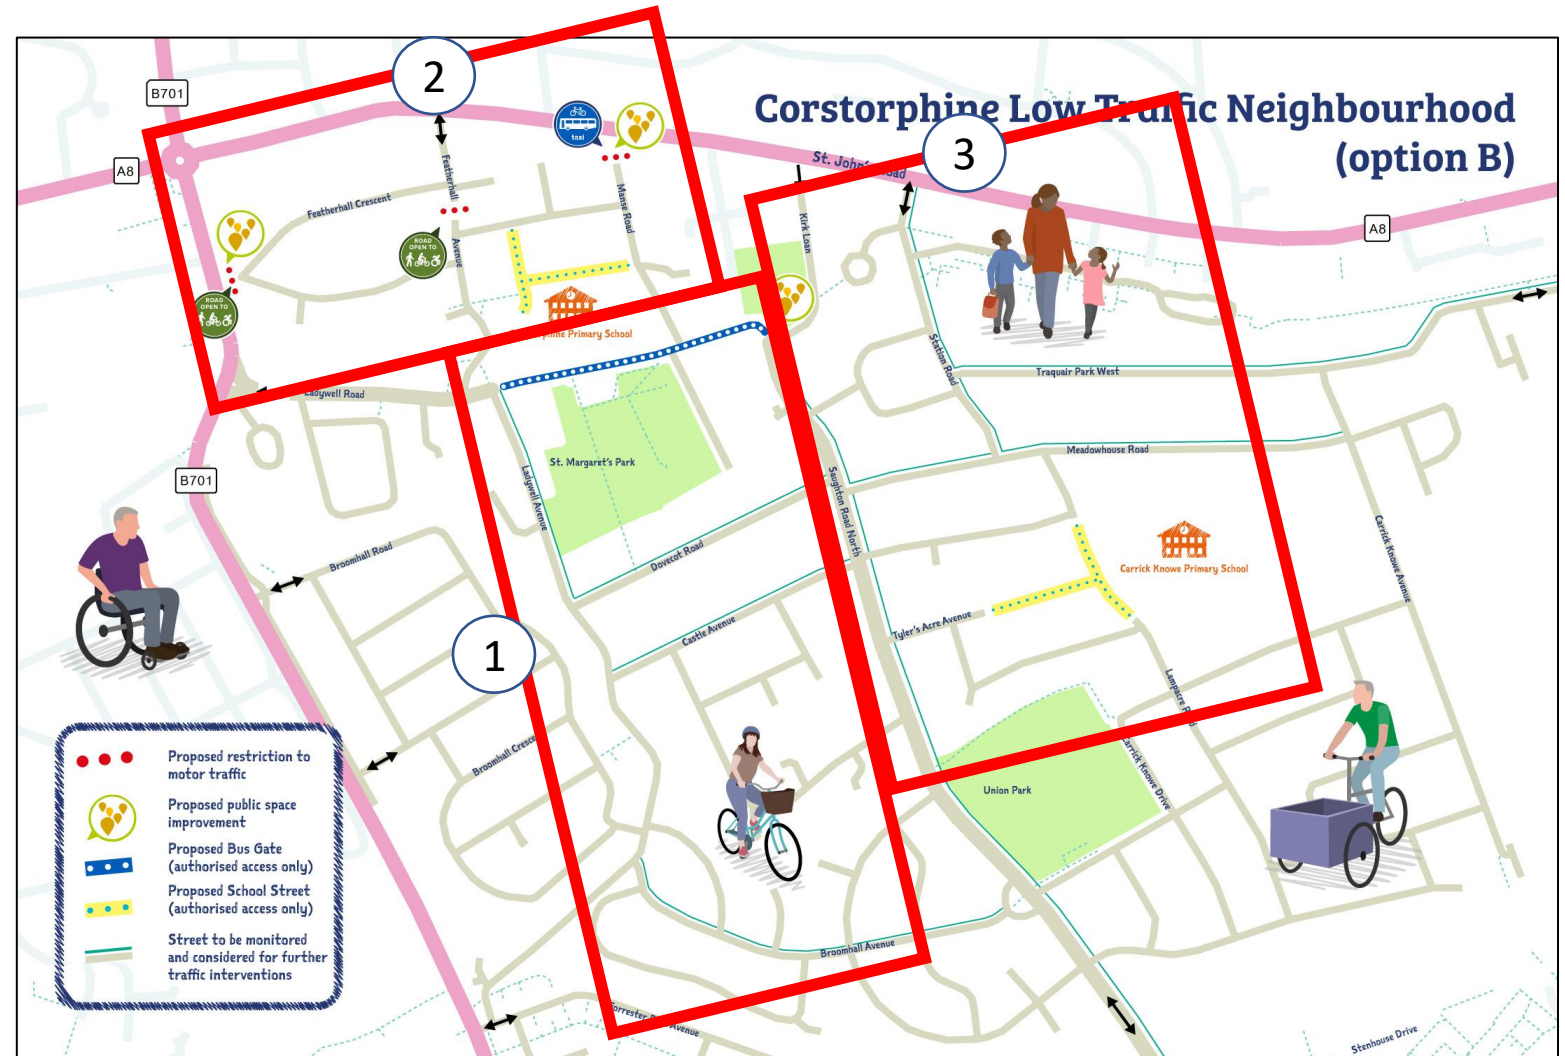 Corstorphine Low Traffic Neighbourhood
(option B)
2
3
1
B701
A8
A8
B701
taxi
St. John's Road
Featherhall
Avenue
Featherhall Crescent
Manse Road
Kirk Loan
ROAD
OPEN TO
ROAD
OPEN TO
Primary School
Ladywell Road
Station Road
Traquair Park West
Meadowhouse Road
St. Margaret's Park
Ladywell Avenue
Saughton Road North
Dovecot Road
Broomhall Road
Castle Avenue
Carrick Knowe Primary School
Carrick Knowe Avenue
Tyler's Acre Avenue
Lampacre Road
Carrick Knowe Drive
Union Park
Broomhall
Broomhall Avenue
Avenue
Stenhouse Drive
Proposed restriction to
motor traffic
Proposed public space
improvement
Proposed Bus Gate
(authorised access only)
Proposed School Street
(authorised access only)
Street to be monitored
and considered for further
traffic interventions